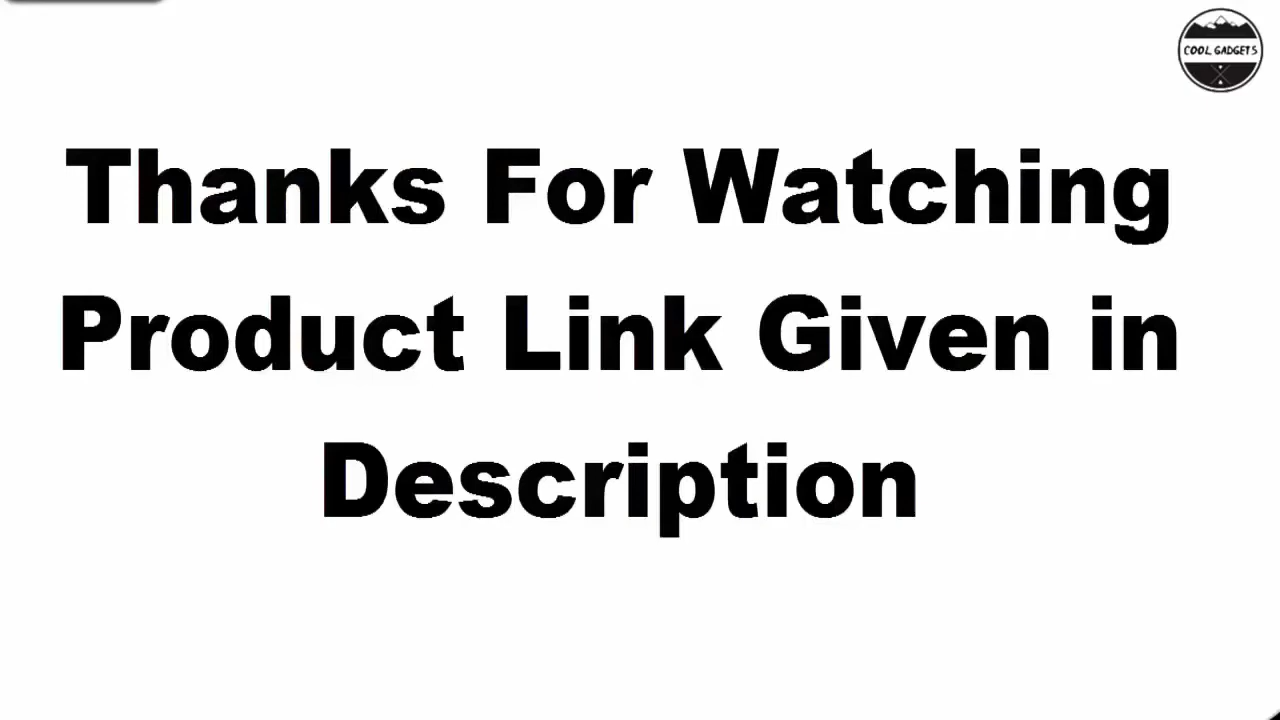 COOL GADGETS
Thanks For Watching
Product Link Given in
Description